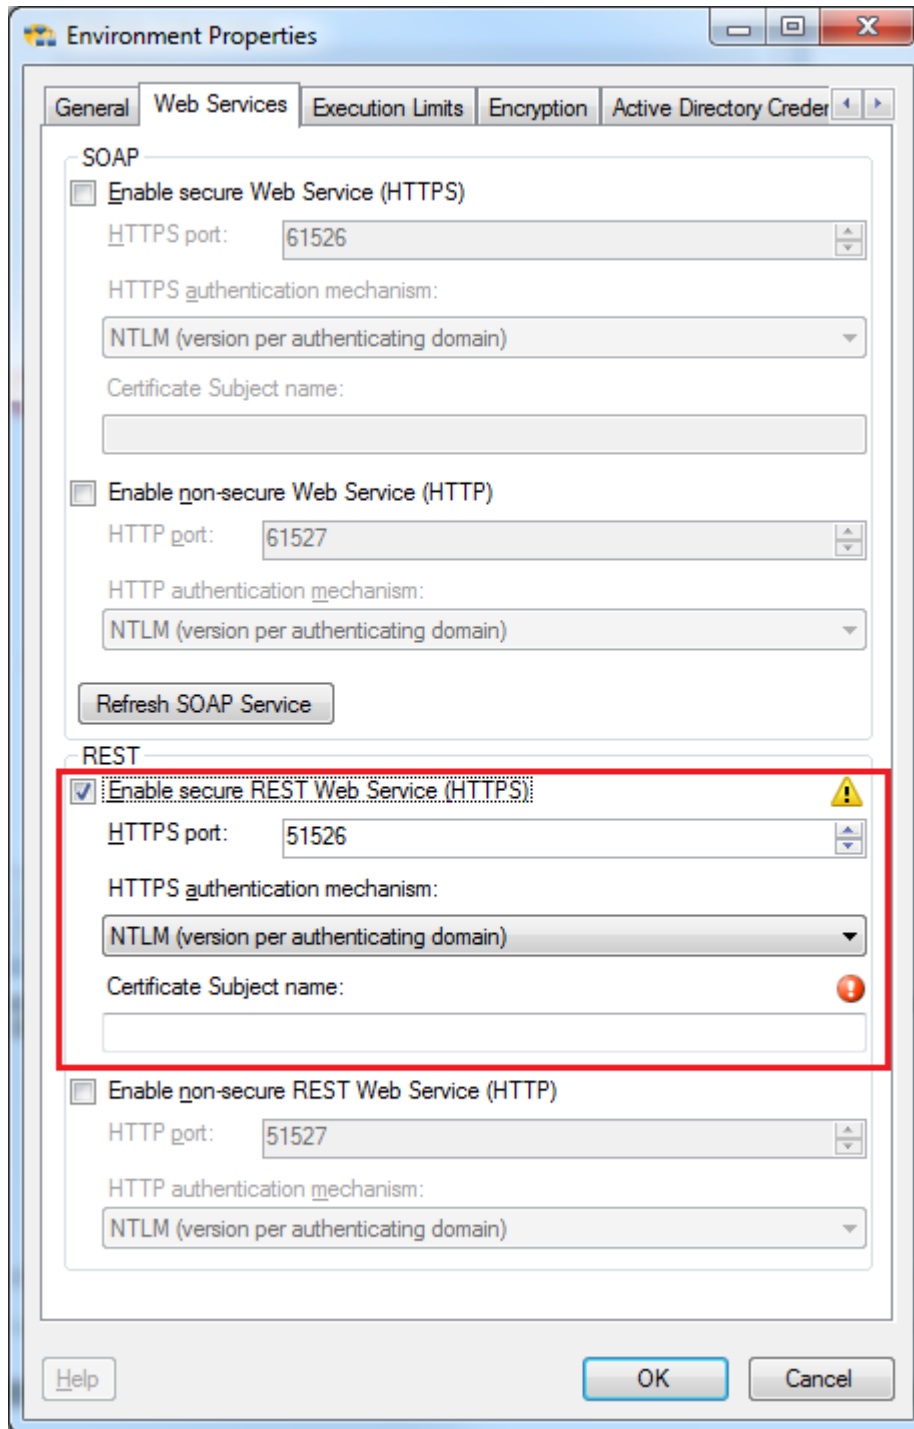 Environment Properties
General Web Services Execution Limits Encryption Active Directory Creder
SOAP
Enable secure Web Service (HTTPS)
HTTPS port: 61526
HTTPS authentication mechanism:
NTLM (version per authenticating domain)
Certificate Subject name:
Enable non-secure Web Service (HTTP)
HTTP port: 61527
HTTP authentication mechanism:
NTLM (version per authenticating domain)
Refresh SOAP Service
REST
Enable secure REST Web Service (HTTPS)
HTTPS port: 51526
HTTPS authentication mechanism:
NTLM (version per authenticating domain)
Certificate Subject name:
Enable non-secure REST Web Service (HTTP)
HTTP port: 51527
HTTP authentication mechanism:
NTLM (version per authenticating domain)
Help OK Cancel